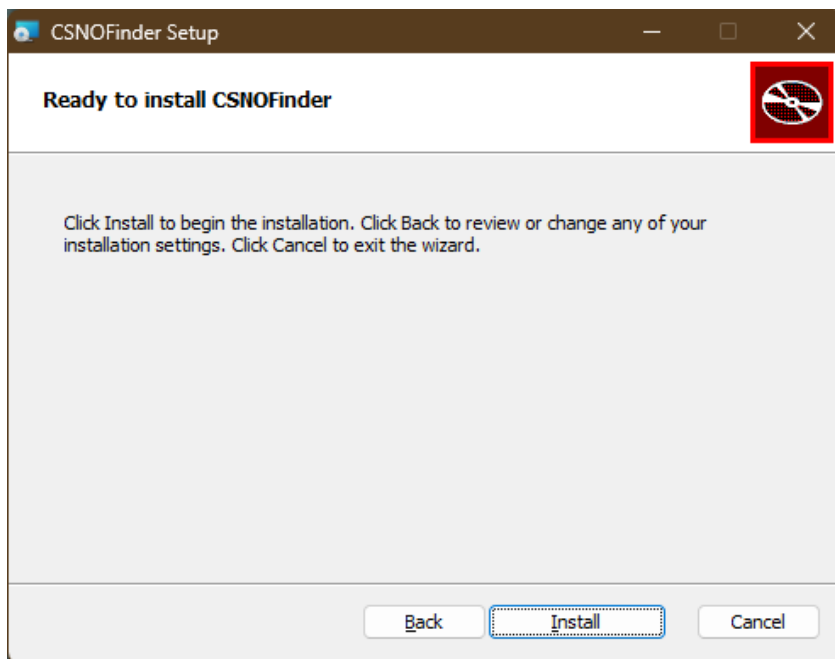 CSNOFinder Setup
Ready to install CSNOFinder
Click Install to begin the installation. Click Back to review or change any of your
installation settings. Click Cancel to exit the wizard.
Back
Install
Cancel